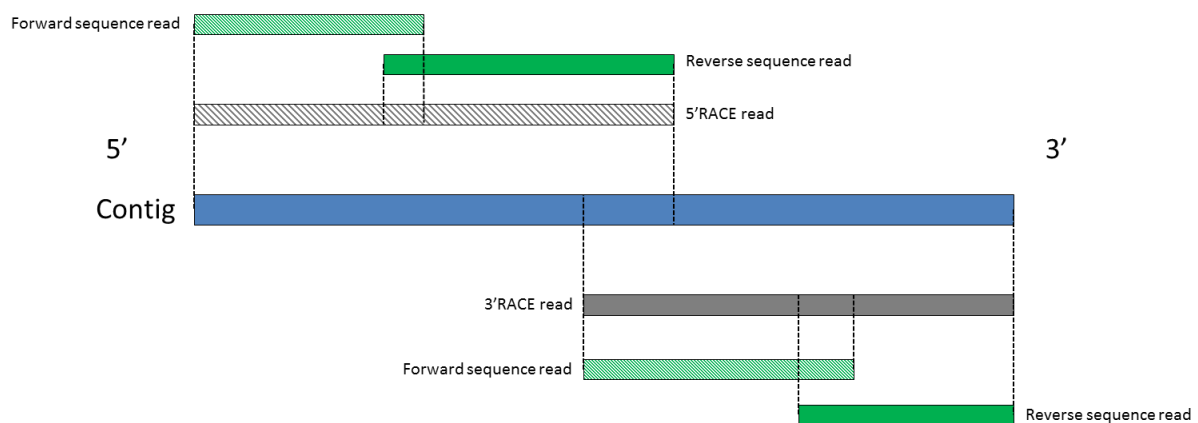 Forward sequence read
Reverse sequence read
5'RACE read
5'
3'
Contig
3'RACE read
Forward sequence read
Reverse sequence read